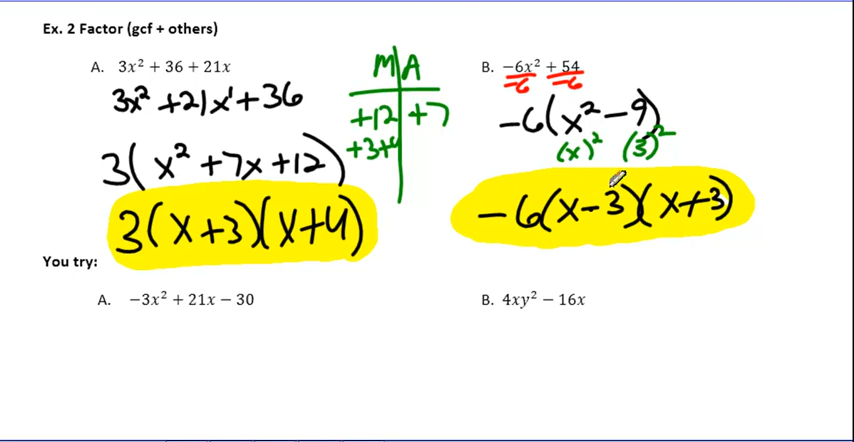 Ex. 2 Factor (gcf + others)
A. 3x² + 36 + 21x
3x² +21x¹ + 36
3( x² +7x +12 )
3(x+3)(x+4)
M | A
+12 | +7
+3 +4
B. −6x² + 54
−6 −6
−6(x² −9)
(x)² (3)²
−6(x−3)(x+3)
You try:
A. −3x² + 21x − 30
B. 4xy² − 16x